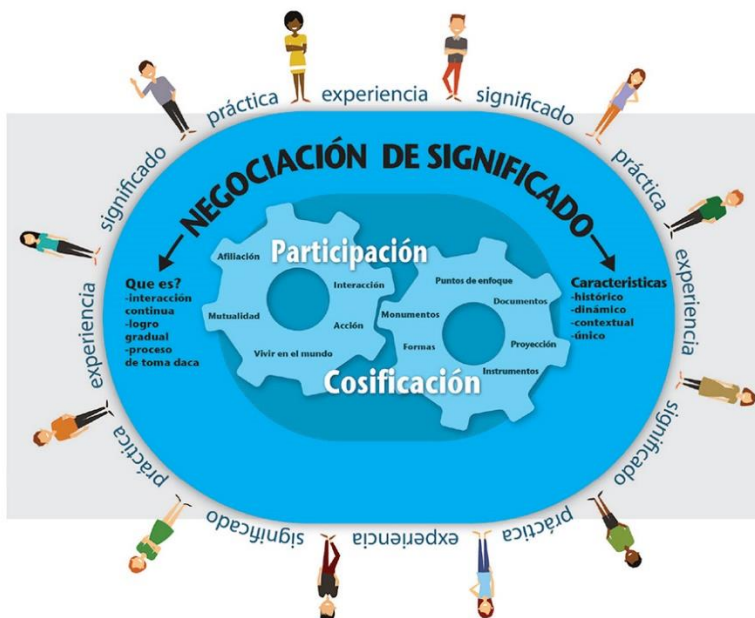 significado
práctica
experiencia
significado
práctica
experiencia
significado
práctica
experiencia
significado
práctica
experiencia
NEGOCIACIÓN DE SIGNIFICADO
Que es?
-interacción
continua
-logro
gradual
-proceso
de toma daca
Participación
Afiliación
Interacción
Mutualidad
Acción
Vivir en el mundo
Puntos de enfoque
Documentos
Monumentos
Formas
Proyección
Instrumentos
Cosificación
Caracteristicas
-histórico
-dinámico
-contextual
-único